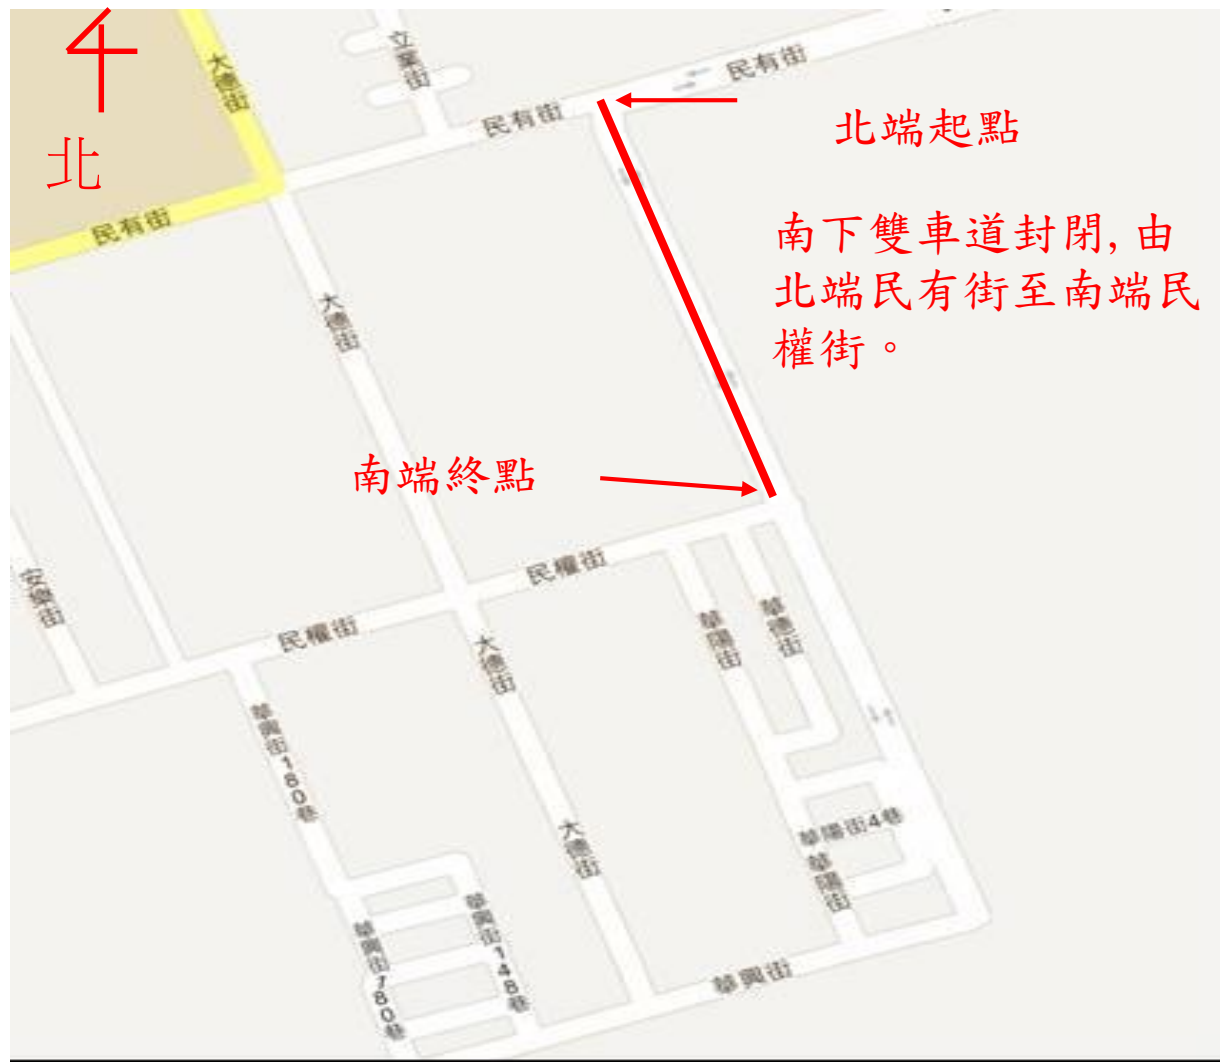 北
大德街
立業街
民有街
民有街
民有街
北端起點
南下雙車道封閉,由
北端民有街至南端民
權街。
大德街
南端終點
民權街
民權街
安樂街
大德街
華陽街
華德街
華興街180巷
大德街
華陽街4巷
華陽街
華興街180巷
華興街148巷
華興街